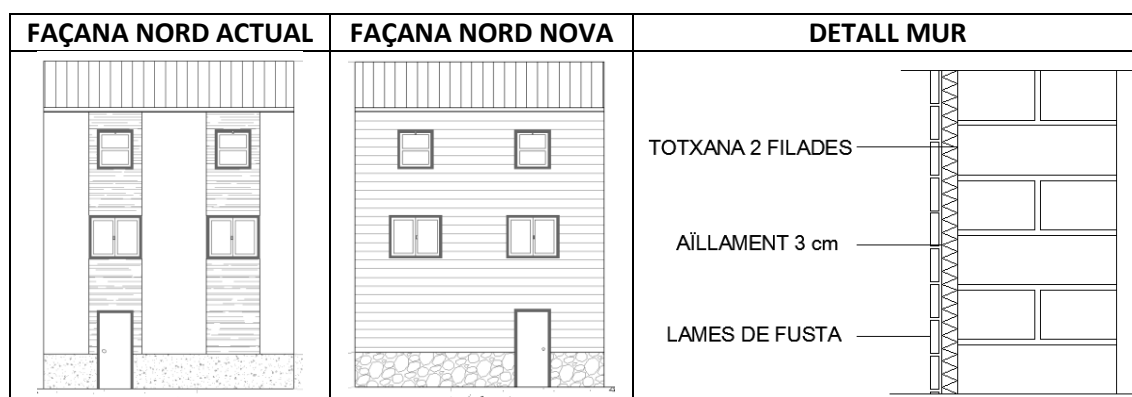 FAÇANA NORD ACTUAL
FAÇANA NORD NOVA
DETALL MUR
TOTXANA 2 FILADES
AÏLLAMENT 3 cm
LAMES DE FUSTA